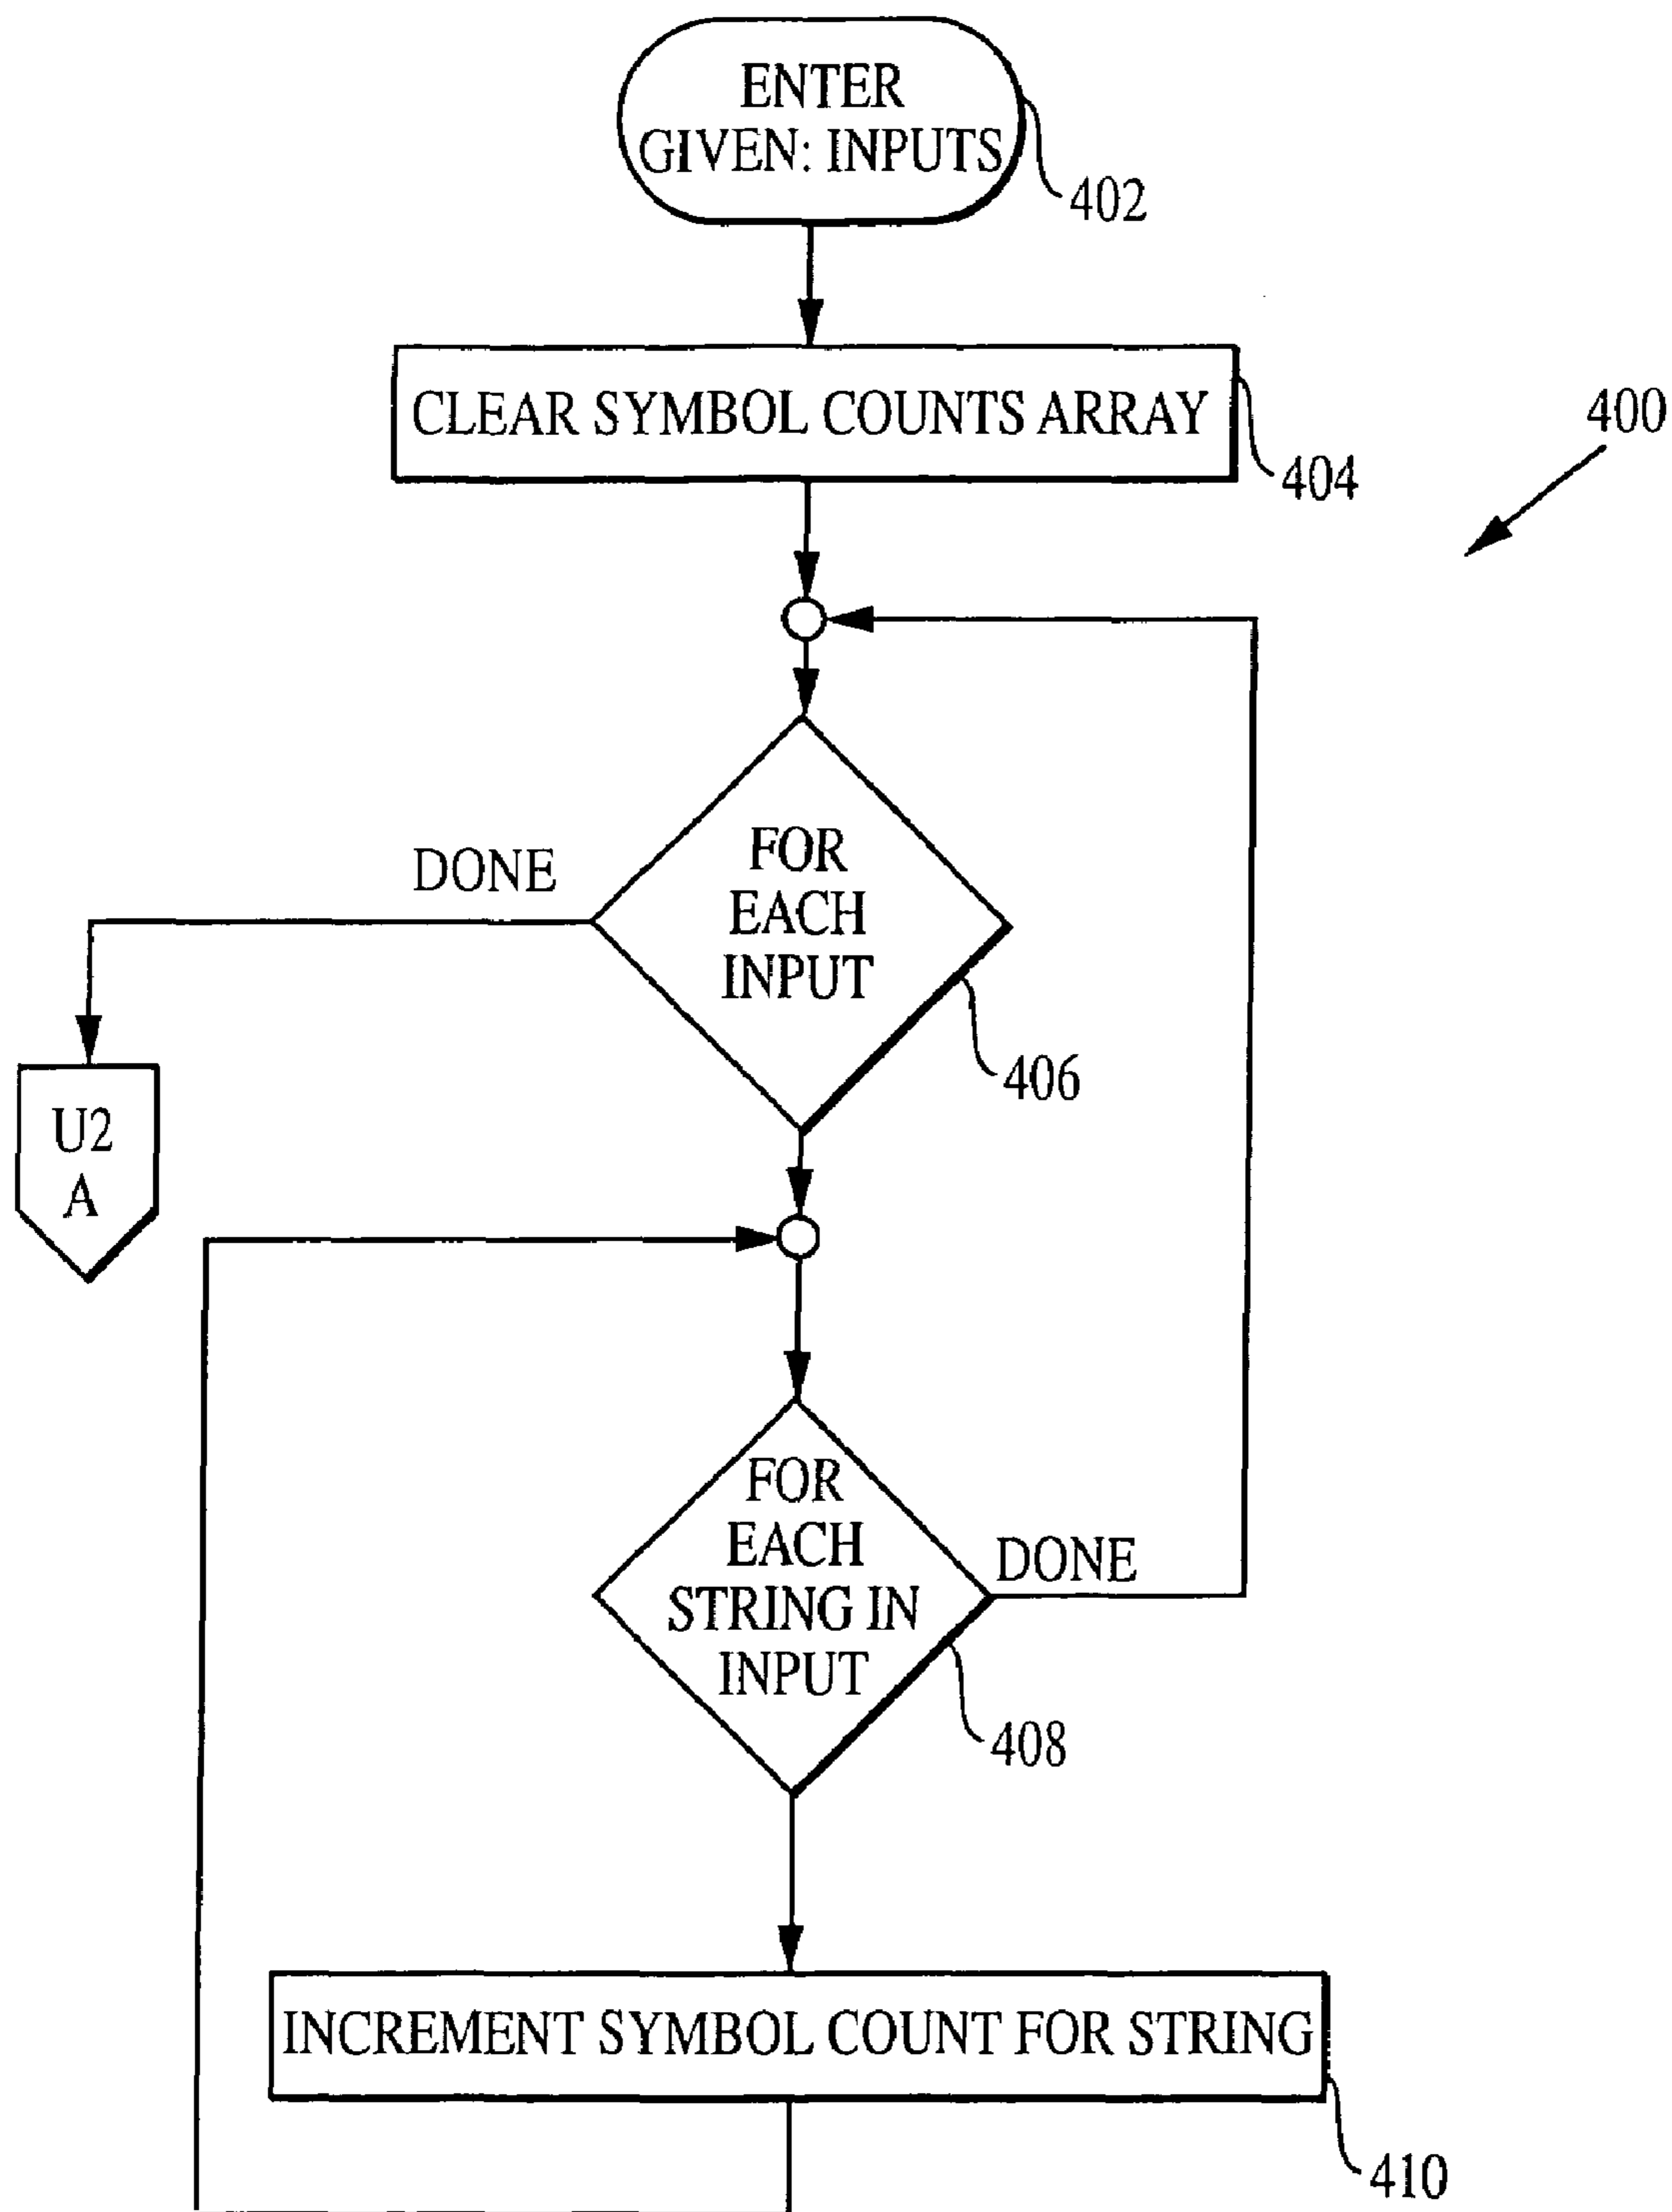 ENTER
GIVEN: INPUTS
402
CLEAR SYMBOL COUNTS ARRAY
404
400
FOR
EACH
INPUT
DONE
406
U2
A
FOR
EACH
STRING IN
INPUT
DONE
408
INCREMENT SYMBOL COUNT FOR STRING
410